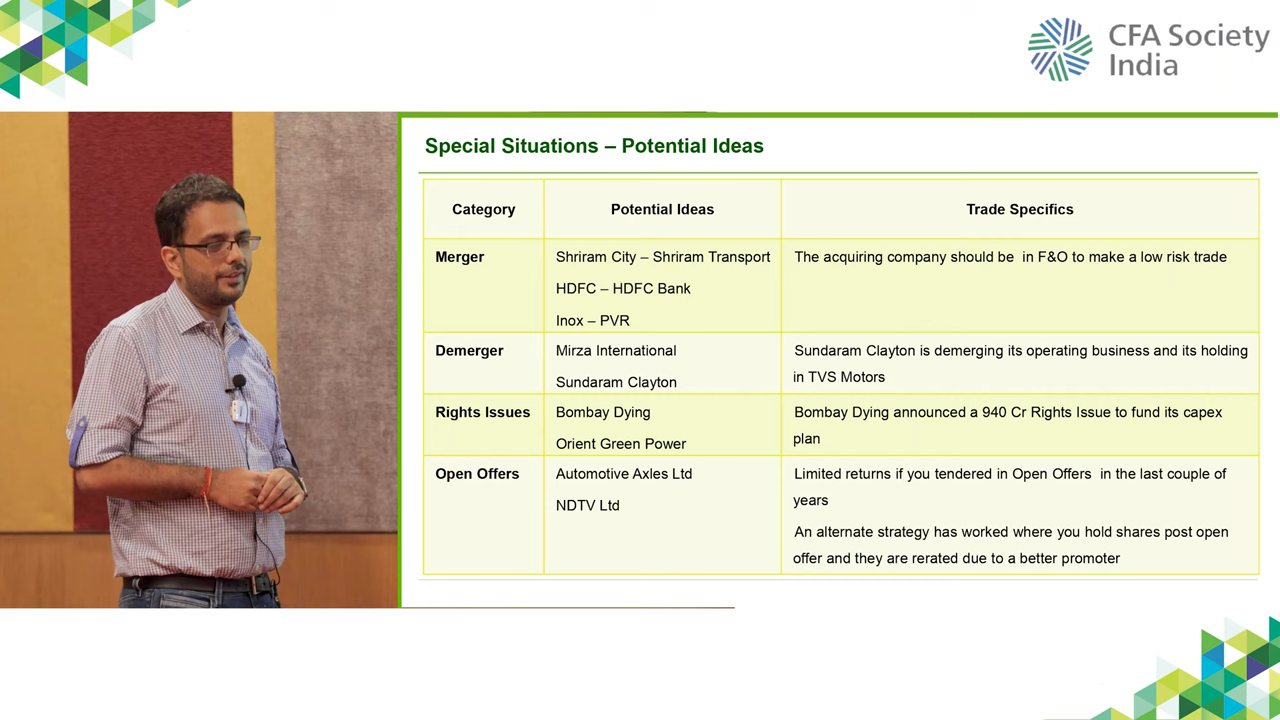 CFA Society
India
Special Situations – Potential Ideas
Category
Potential Ideas
Trade Specifics
Merger
Shriram City – Shriram Transport
HDFC – HDFC Bank
Inox – PVR
The acquiring company should be in F&O to make a low risk trade
Demerger
Mirza International
Sundaram Clayton
Sundaram Clayton is demerging its operating business and its holding
in TVS Motors
Rights Issues
Bombay Dying
Orient Green Power
Bombay Dying announced a 940 Cr Rights Issue to fund its capex
plan
Open Offers
Automotive Axles Ltd
NDTV Ltd
Limited returns if you tendered in Open Offers in the last couple of
years
An alternate strategy has worked where you hold shares post open
offer and they are rerated due to a better promoter